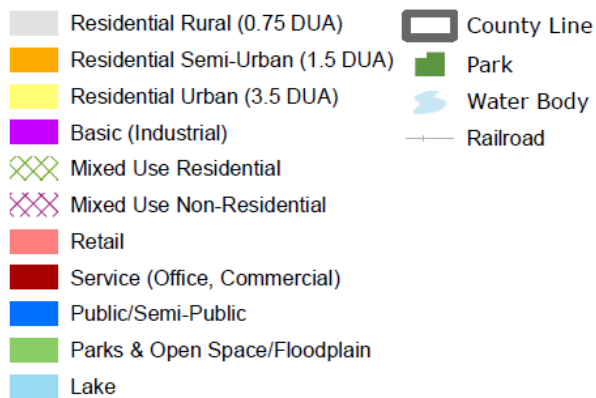 Residential Rural (0.75 DUA)
Residential Semi-Urban (1.5 DUA)
Residential Urban (3.5 DUA)
Basic (Industrial)
Mixed Use Residential
Mixed Use Non-Residential
Retail
Service (Office, Commercial)
Public/Semi-Public
Parks & Open Space/Floodplain
Lake
County Line
Park
Water Body
Railroad